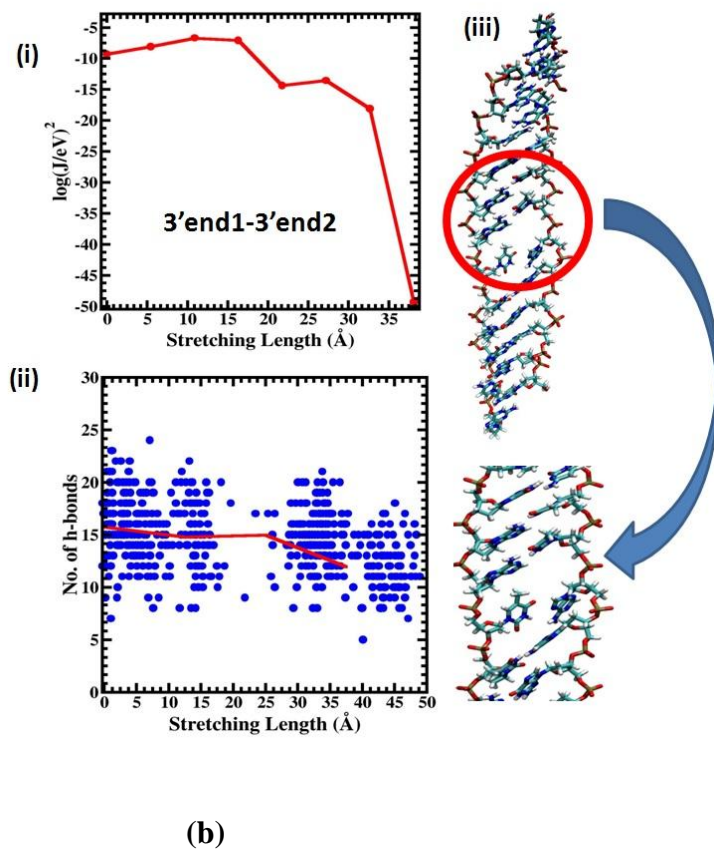 (i)
-5
-10
-15
-20
-25
-30
-35
-40
-45
-50
log(J/eV)²
3'end1-3'end2
0 5 10 15 20 25 30 35
Stretching Length (Å)
(ii)
30
25
20
15
10
5
0
No. of h-bonds
0 5 10 15 20 25 30 35 40 45 50
Stretching Length (Å)
(iii)
(b)